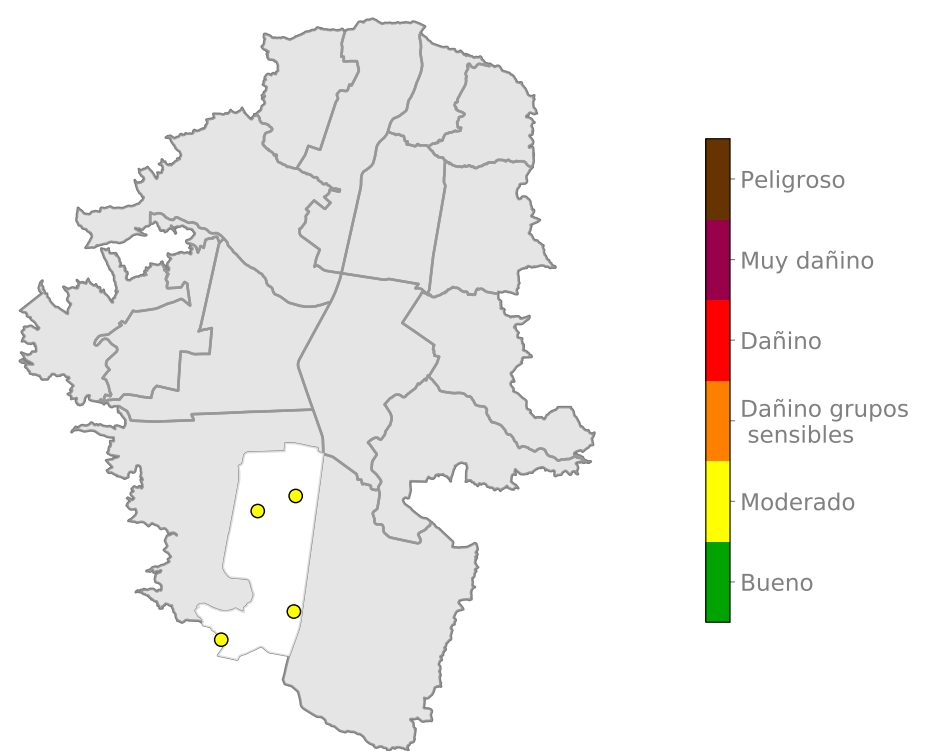 Peligroso
Muy dañino
Dañino
Dañino grupos
sensibles
Moderado
Bueno